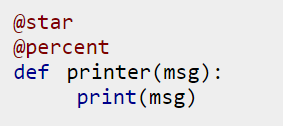 @star
@percent
def printer(msg):
    print(msg)